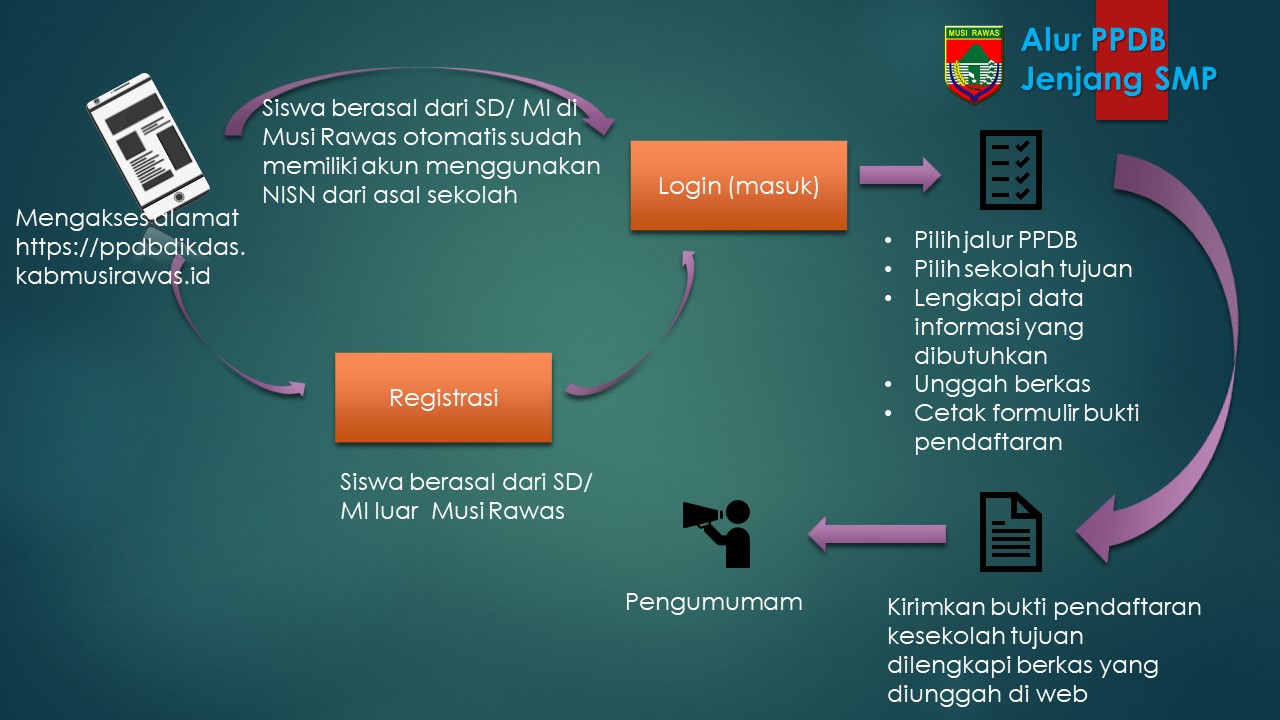 MUSI RAWAS
Alur PPDB
Jenjang SMP
Siswa berasal dari SD/ MI di
Musi Rawas otomatis sudah
memiliki akun menggunakan
NISN dari asal sekolah
Mengakses alamat
https://ppdbdikdas.
kabmusirawas.id
Login (masuk)
• Pilih jalur PPDB
• Pilih sekolah tujuan
• Lengkapi data
informasi yang
dibutuhkan
• Unggah berkas
• Cetak formulir bukti
pendaftaran
Registrasi
Siswa berasal dari SD/
MI luar Musi Rawas
Pengumumam
Kirimkan bukti pendaftaran
kesekolah tujuan
dilengkapi berkas yang
diunggah di web